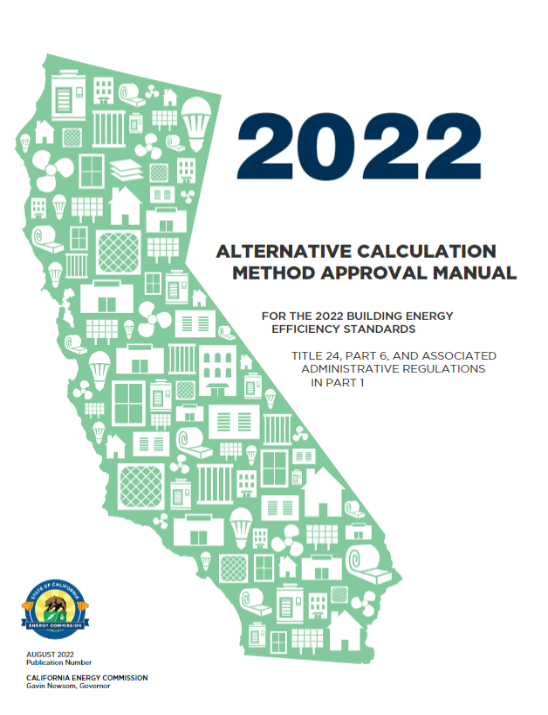 2022
ALTERNATIVE CALCULATION
METHOD APPROVAL MANUAL
FOR THE 2022 BUILDING ENERGY
EFFICIENCY STANDARDS
TITLE 24, PART 6, AND ASSOCIATED
ADMINISTRATIVE REGULATIONS
IN PART 1
STATE OF CALIFORNIA
ENERGY COMMISSION
AUGUST 2022
Publication Number
CALIFORNIA ENERGY COMMISSION
Gavin Newsom, Governor